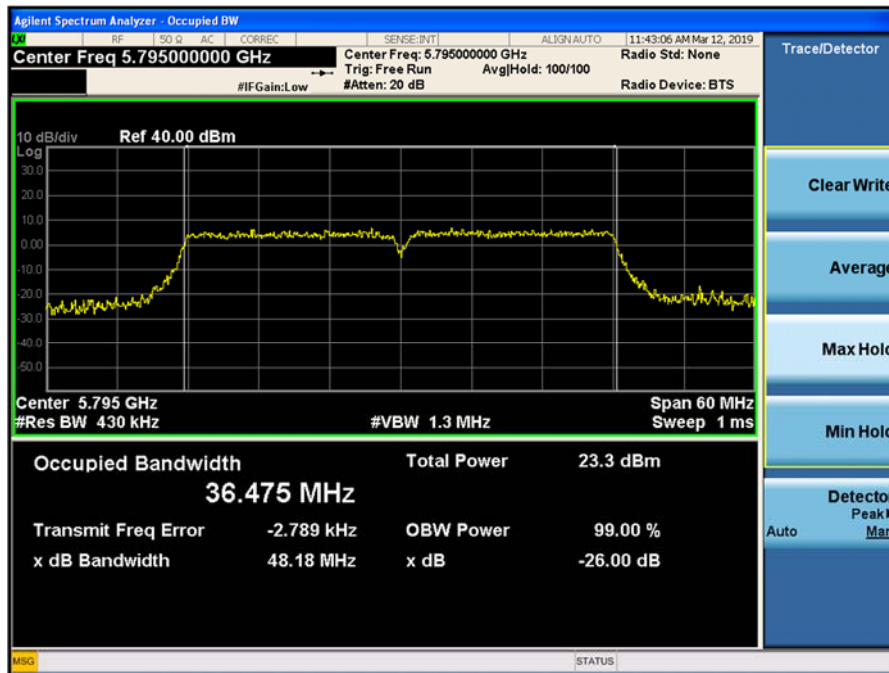 Agilent Spectrum Analyzer - Occupied BW
LXI RF 50 Ω AC CORREC SENSE:INT ALIGN AUTO 11:43:06 AM Mar 12, 2019
Center Freq 5.795000000 GHz
Center Freq: 5.795000000 GHz Radio Std: None
Trig: Free Run Avg|Hold: 100/100
#IFGain:Low #Atten: 20 dB Radio Device: BTS
Trace/Detector
10 dB/div Ref 40.00 dBm
Log
30.0
20.0
10.0
0.00
-10.0
-20.0
-30.0
-40.0
-50.0
Center 5.795 GHz Span 60 MHz
#Res BW 430 kHz #VBW 1.3 MHz Sweep 1 ms
Occupied Bandwidth Total Power 23.3 dBm
36.475 MHz
Transmit Freq Error -2.789 kHz OBW Power 99.00 %
x dB Bandwidth 48.18 MHz x dB -26.00 dB
Clear Write
Average
Max Hold
Min Hold
Detector
Peak
Auto Man
MSG STATUS